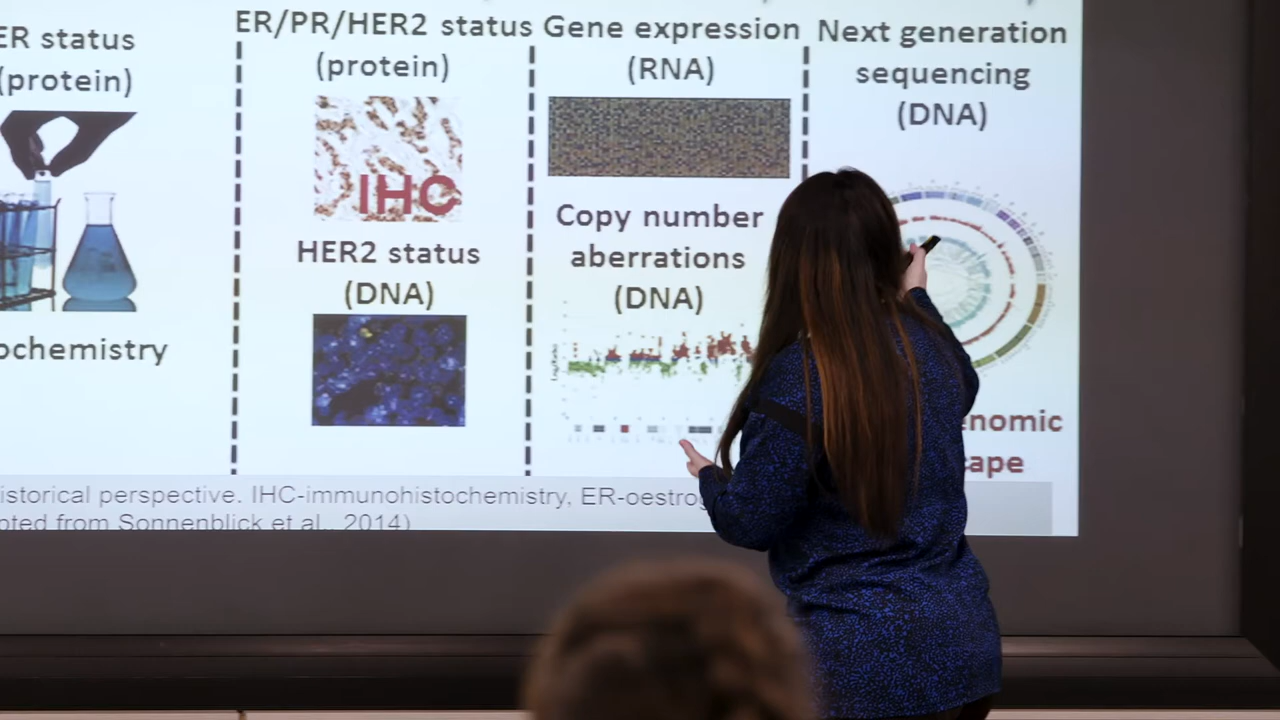 ER status
(protein)
ochemistry
ER/PR/HER2 status
(protein)
IHC
HER2 status
(DNA)
Gene expression
(RNA)
Copy number
aberrations
(DNA)
Next generation
sequencing
(DNA)
enomic
cape
istorical perspective. IHC-immunohistochemistry, ER-oestro
pted from Sonnenblick et al., 2014)